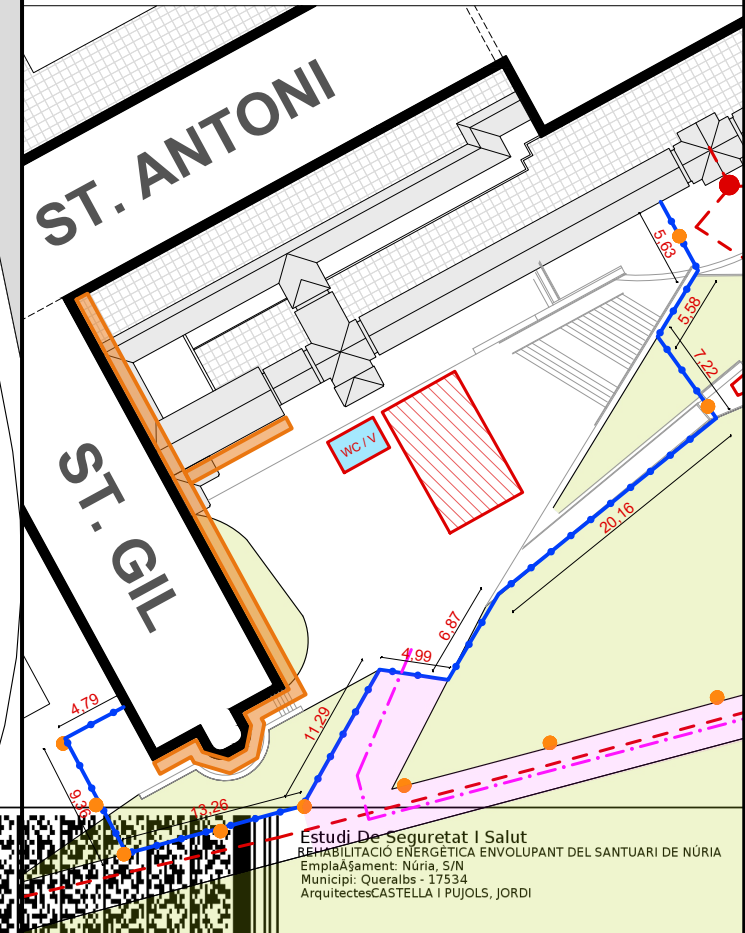 ST. ANTONI
5,63
5,58
7,22
WC / V
ST. GIL
20,16
6,87
4,99
4,79
11,29
9,36
13,26
Estudi De Seguretat I Salut
REHABILITACIÓ ENERGÈTICA ENVOLUPANT DEL SANTUARI DE NÚRIA
EmplaÃ§ament: Núria, S/N
Municipi: Queralbs - 17534
ArquitectesCASTELLA I PUJOLS, JORDI